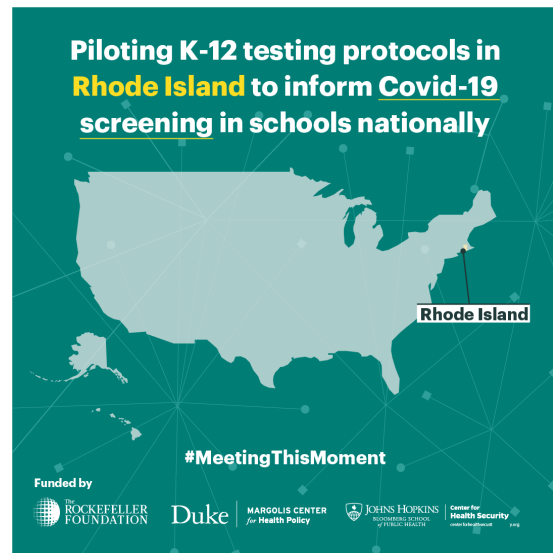 Piloting K-12 testing protocols in
Rhode Island to inform Covid-19
screening in schools nationally
Rhode Island
#MeetingThisMoment
Funded by
The
ROCKEFELLER
FOUNDATION
Duke
MARGOLIS CENTER
for Health Policy
JOHNS HOPKINS
BLOOMBERG SCHOOL
of PUBLIC HEALTH
Center for
Health Security